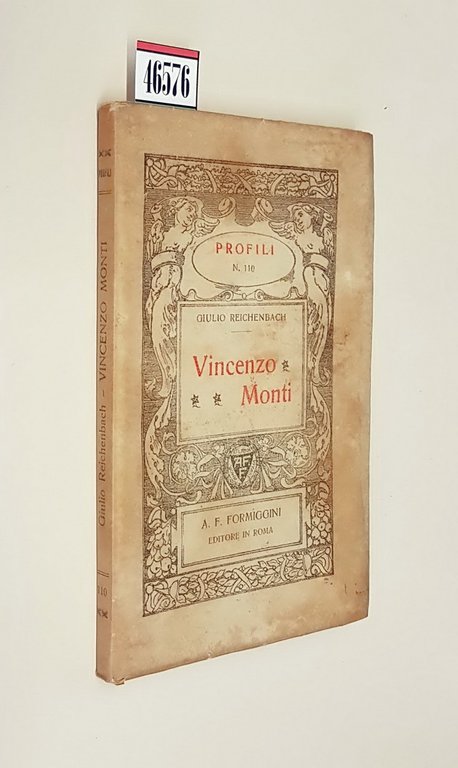 46576
PROFILI
N. 110
GIULIO REICHENBACH
Vincenzo
Monti
A. F. FORMIGGINI
EDITORE IN ROMA
PROFILI
Giulio Reichenbach - VINCENZO MONTI
110